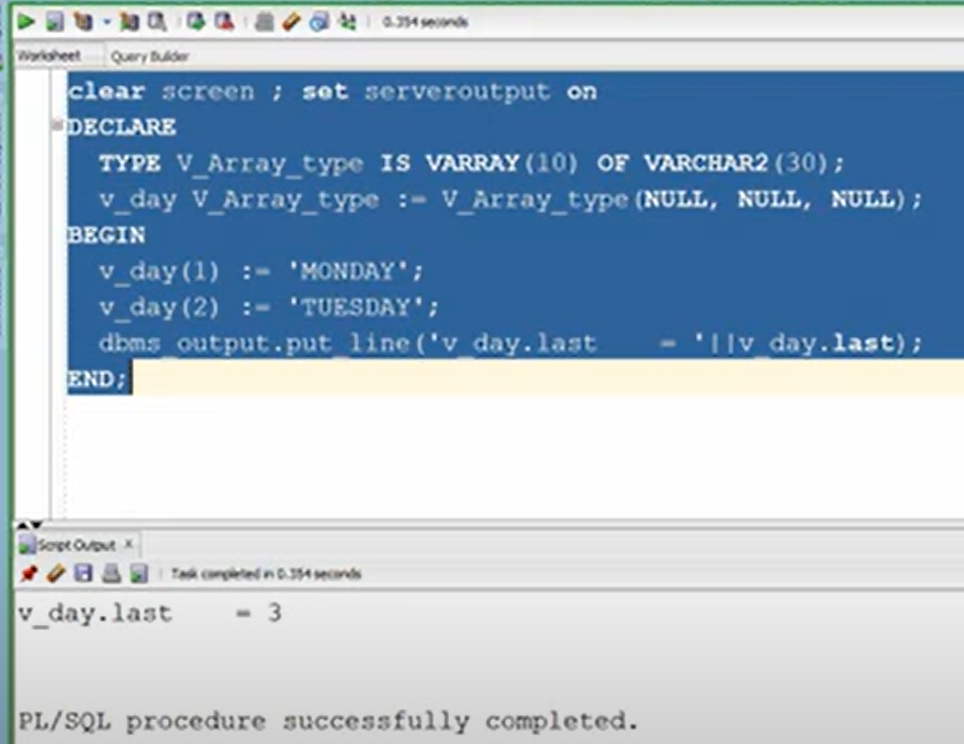 0.354 seconds
Worksheet Query Builder
clear screen ; set serveroutput on
DECLARE
TYPE V_Array_type IS VARRAY(10) OF VARCHAR2(30);
v_day V_Array_type := V_Array_type(NULL, NULL, NULL);
BEGIN
v_day(1) := 'MONDAY';
v_day(2) := 'TUESDAY';
dbms_output.put_line('v_day.last    = '||v_day.last);
END;
Script Output x
Task completed in 0.354 seconds
v_day.last    = 3
PL/SQL procedure successfully completed.